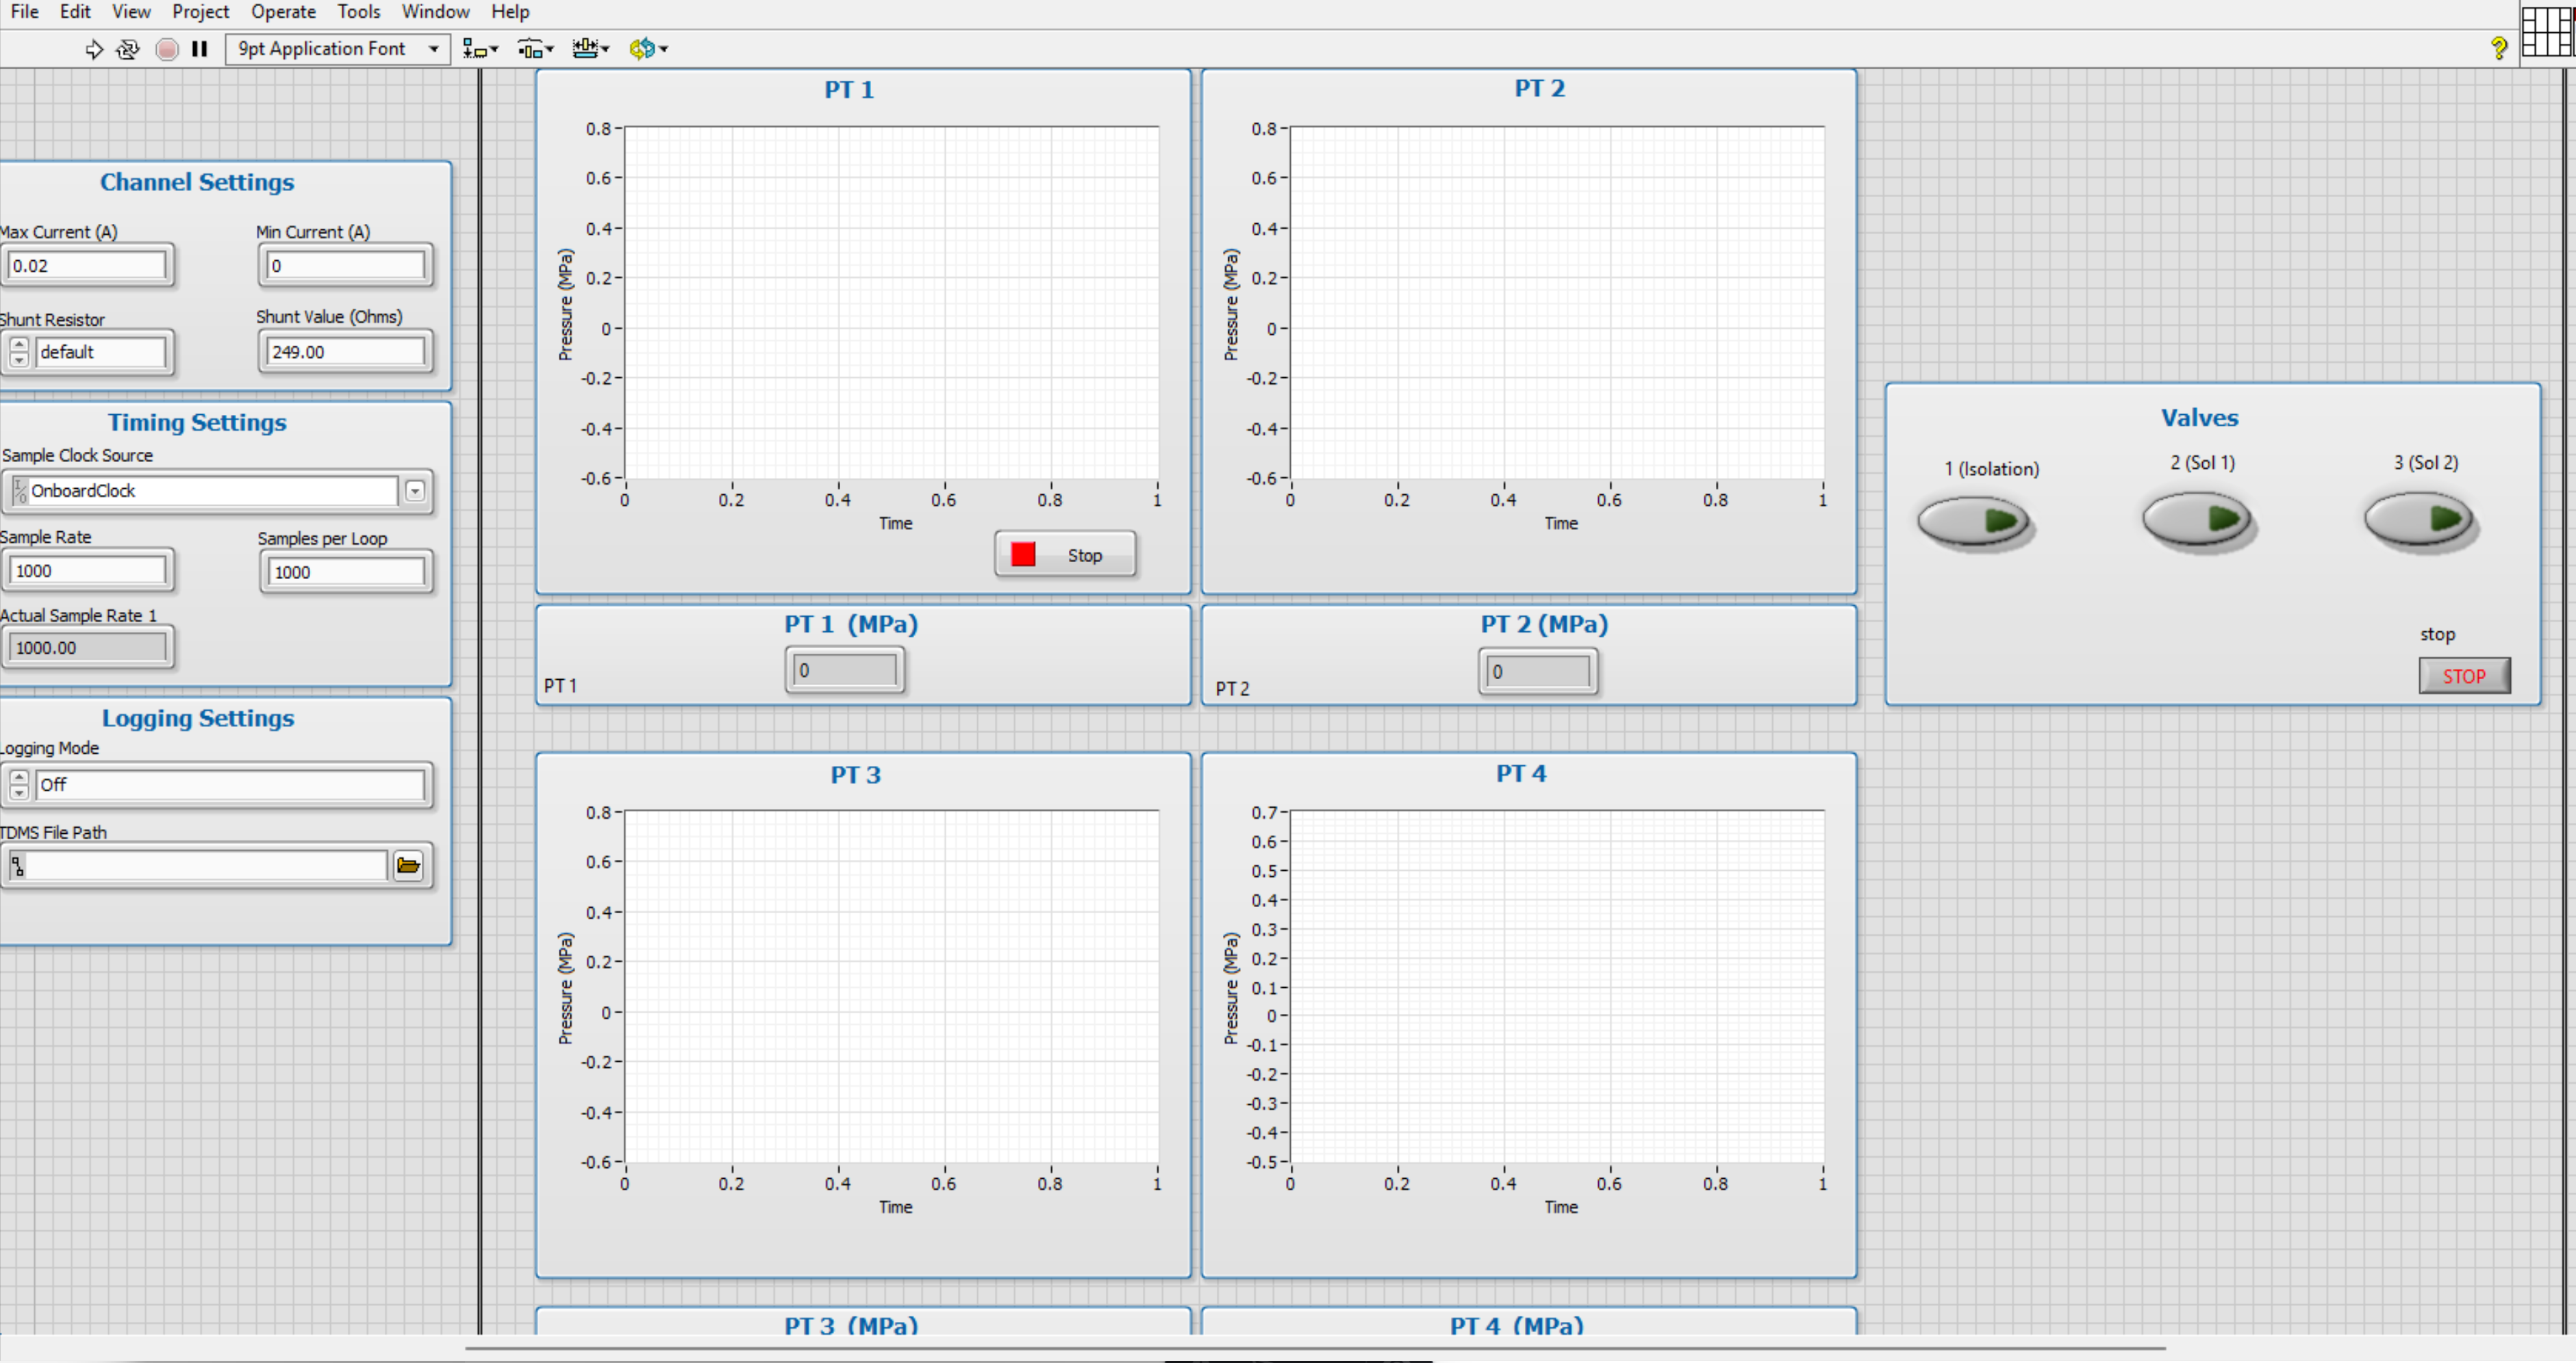 File Edit View Project Operate Tools Window Help
9pt Application Font
Channel Settings
Max Current (A) Min Current (A)
0.02 0
Shunt Resistor Shunt Value (Ohms)
default 249.00
Timing Settings
Sample Clock Source
OnboardClock
Sample Rate Samples per Loop
1000 1000
Actual Sample Rate 1
1000.00
Logging Settings
Logging Mode
Off
TDMS File Path
PT 1
Pressure (MPa)
0.8
0.6
0.4
0.2
0
-0.2
-0.4
-0.6
0 0.2 0.4 0.6 0.8 1
Time
Stop
PT 2
Pressure (MPa)
0.8
0.6
0.4
0.2
0
-0.2
-0.4
-0.6
0 0.2 0.4 0.6 0.8 1
Time
PT 1 (MPa)
0
PT 1
PT 2 (MPa)
0
PT 2
Valves
1 (Isolation) 2 (Sol 1) 3 (Sol 2)
stop
STOP
PT 3
Pressure (MPa)
0.8
0.6
0.4
0.2
0
-0.2
-0.4
-0.6
0 0.2 0.4 0.6 0.8 1
Time
PT 4
Pressure (MPa)
0.7
0.6
0.5
0.4
0.3
0.2
0.1
0
-0.1
-0.2
-0.3
-0.4
-0.5
0 0.2 0.4 0.6 0.8 1
Time
PT 3 (MPa)
PT 4 (MPa)